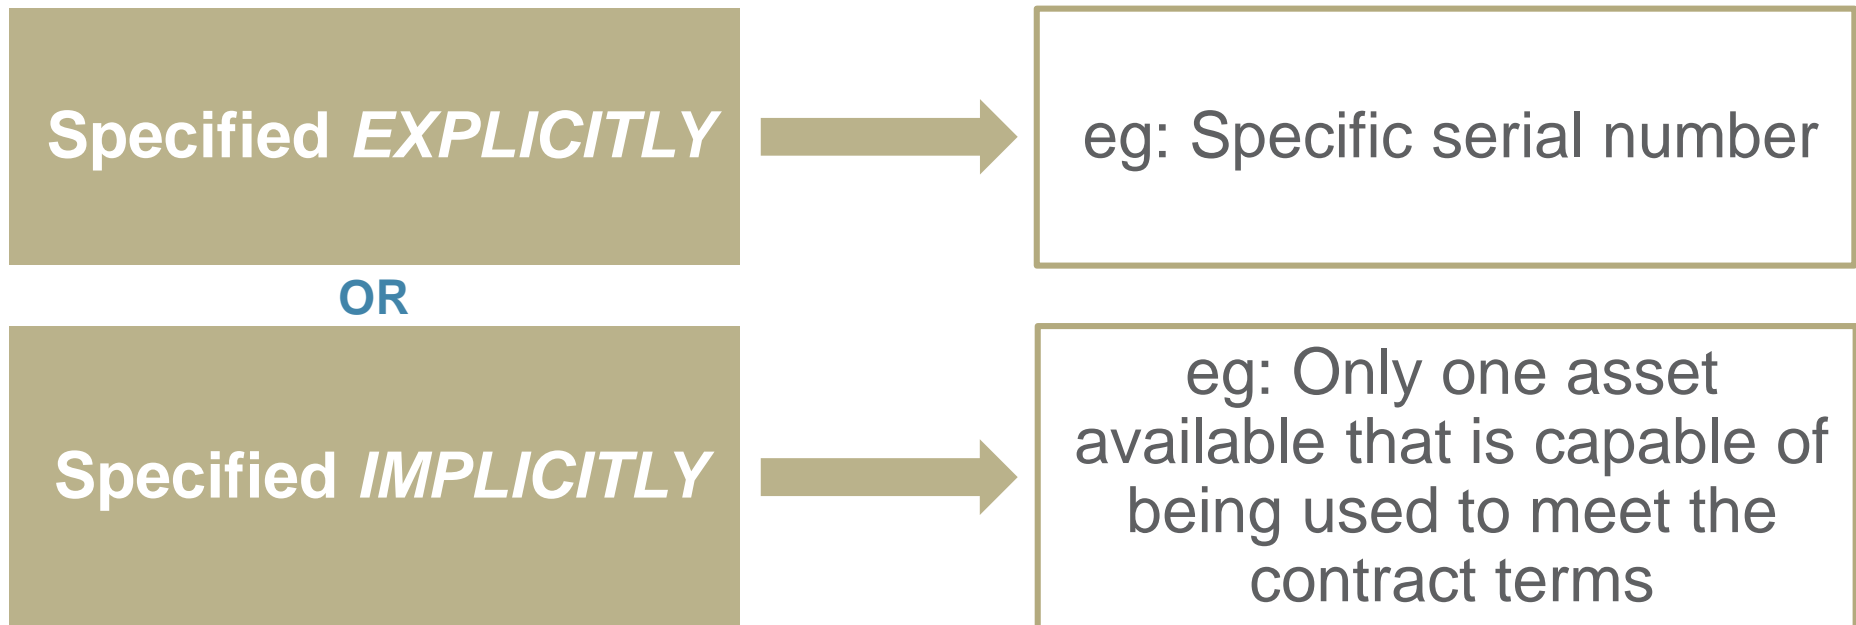 Specified EXPLICITLY
eg: Specific serial number
OR
Specified IMPLICITLY
eg: Only one asset
available that is capable of
being used to meet the
contract terms